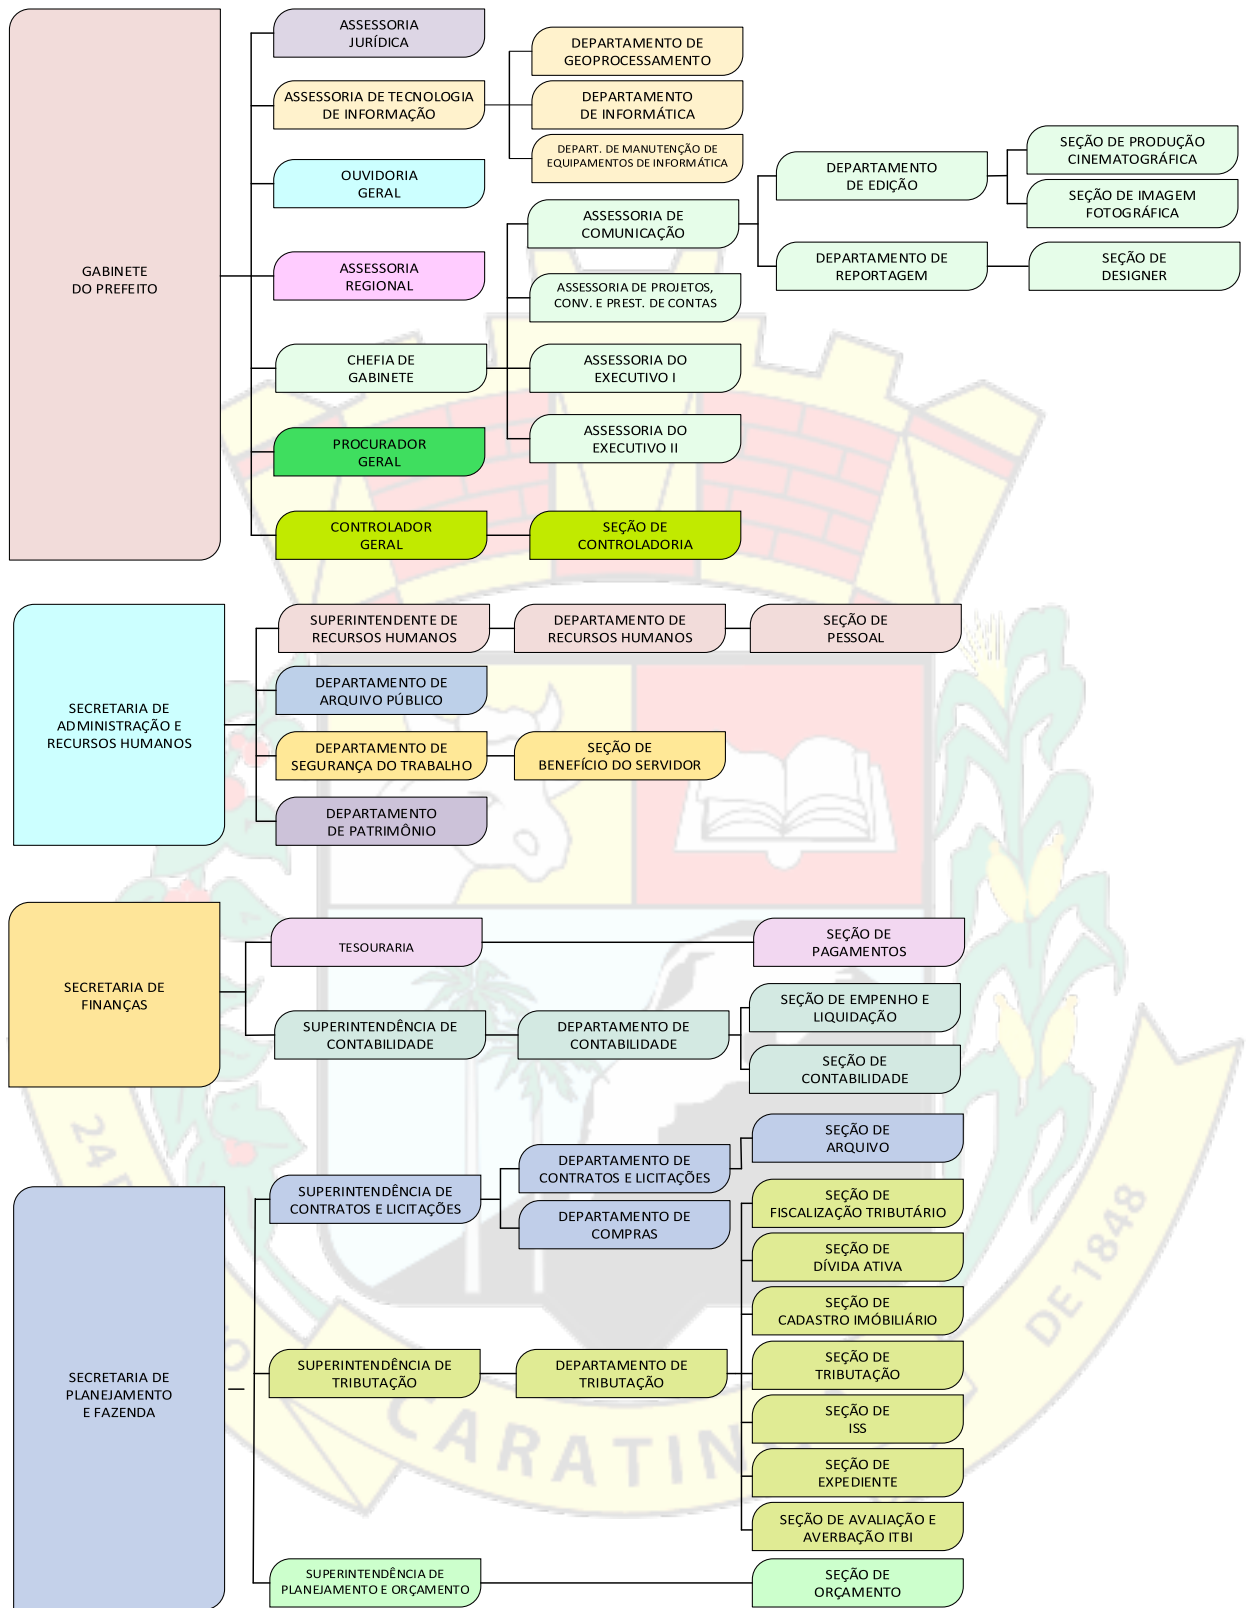 GABINETE
DO PREFEITO
ASSESSORIA
JURÍDICA
ASSESSORIA DE TECNOLOGIA
DE INFORMAÇÃO
DEPARTAMENTO DE
GEOPROCESSAMENTO
DEPARTAMENTO
DE INFORMÁTICA
DEPART. DE MANUTENÇÃO DE
EQUIPAMENTOS DE INFORMÁTICA
OUVIDORIA
GERAL
ASSESSORIA
REGIONAL
CHEFIA DE
GABINETE
ASSESSORIA DE
COMUNICAÇÃO
DEPARTAMENTO
DE EDIÇÃO
SEÇÃO DE PRODUÇÃO
CINEMATOGRÁFICA
SEÇÃO DE IMAGEM
FOTOGRÁFICA
DEPARTAMENTO DE
REPORTAGEM
SEÇÃO DE
DESIGNER
ASSESSORIA DE PROJETOS,
CONV. E PREST. DE CONTAS
ASSESSORIA DO
EXECUTIVO I
ASSESSORIA DO
EXECUTIVO II
PROCURADOR
GERAL
CONTROLADOR
GERAL
SEÇÃO DE
CONTROLADORIA
SECRETARIA DE
ADMINISTRAÇÃO E
RECURSOS HUMANOS
SUPERINTENDENTE DE
RECURSOS HUMANOS
DEPARTAMENTO DE
RECURSOS HUMANOS
SEÇÃO DE
PESSOAL
DEPARTAMENTO DE
ARQUIVO PÚBLICO
DEPARTAMENTO DE
SEGURANÇA DO TRABALHO
SEÇÃO DE
BENEFÍCIO DO SERVIDOR
DEPARTAMENTO
DE PATRIMÔNIO
SECRETARIA DE
FINANÇAS
TESOURARIA
SEÇÃO DE
PAGAMENTOS
SUPERINTENDÊNCIA DE
CONTABILIDADE
DEPARTAMENTO DE
CONTABILIDADE
SEÇÃO DE EMPENHO E
LIQUIDAÇÃO
SEÇÃO DE
CONTABILIDADE
SECRETARIA DE
PLANEJAMENTO
E FAZENDA
SUPERINTENDÊNCIA DE
CONTRATOS E LICITAÇÕES
DEPARTAMENTO DE
CONTRATOS E LICITAÇÕES
SEÇÃO DE
ARQUIVO
DEPARTAMENTO DE
COMPRAS
SUPERINTENDÊNCIA DE
TRIBUTAÇÃO
DEPARTAMENTO DE
TRIBUTAÇÃO
SEÇÃO DE
FISCALIZAÇÃO TRIBUTÁRIO
SEÇÃO DE
DÍVIDA ATIVA
SEÇÃO DE
CADASTRO IMÓBILIÁRIO
SEÇÃO DE
TRIBUTAÇÃO
SEÇÃO DE
ISS
SEÇÃO DE
EXPEDIENTE
SEÇÃO DE AVALIAÇÃO E
AVERBAÇÃO ITBI
SUPERINTENDÊNCIA DE
PLANEJAMENTO E ORÇAMENTO
SEÇÃO DE
ORÇAMENTO
24
DE 1848